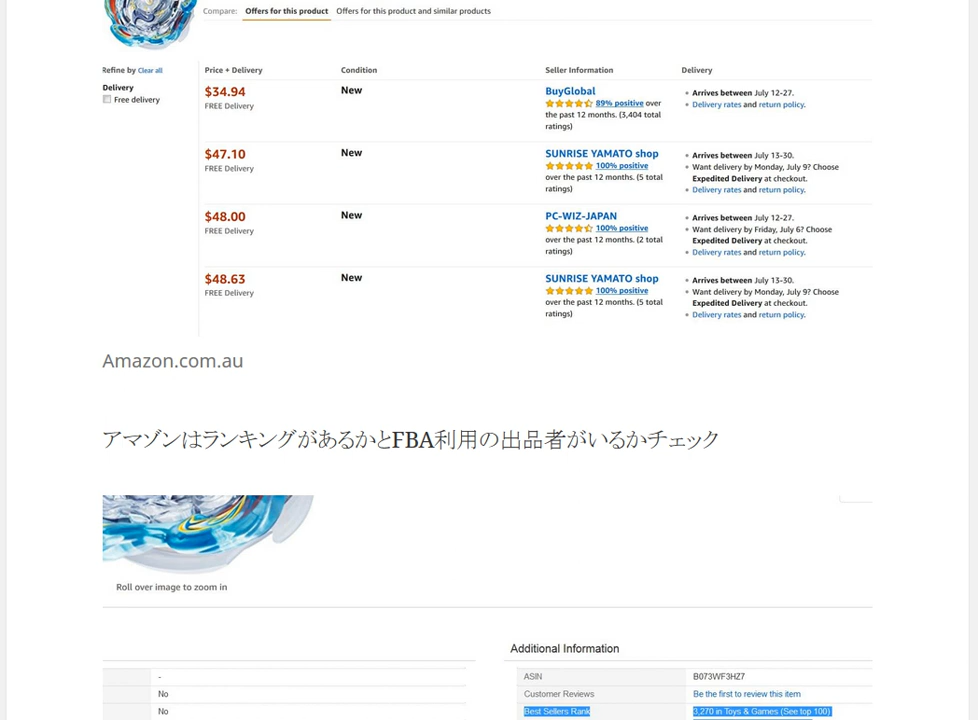 Compare: Offers for this product Offers for this product and similar products
Refine by Clear all
Price + Delivery Condition Seller Information Delivery
Delivery
Free delivery
$34.94 New BuyGlobal
FREE Delivery
89% positive over
the past 12 months. (3,404 total
ratings)
• Arrives between July 12-27.
• Delivery rates and return policy.
$47.10 New SUNRISE YAMATO shop
FREE Delivery
100% positive
over the past 12 months. (5 total
ratings)
• Arrives between July 13-30.
• Want delivery by Monday, July 9? Choose
Expedited Delivery at checkout.
• Delivery rates and return policy.
$48.00 New PC-WIZ-JAPAN
FREE Delivery
100% positive
over the past 12 months. (2 total
ratings)
• Arrives between July 12-27.
• Want delivery by Friday, July 6? Choose
Expedited Delivery at checkout.
• Delivery rates and return policy.
$48.63 New SUNRISE YAMATO shop
FREE Delivery
100% positive
over the past 12 months. (5 total
ratings)
• Arrives between July 13-30.
• Want delivery by Monday, July 9? Choose
Expedited Delivery at checkout.
• Delivery rates and return policy.
Amazon.com.au
アマゾンはランキングがあるかとFBA利用の出品者がいるかチェック
Roll over image to zoom in
Additional Information
-
No
No
ASIN B073WF3HZ7
Customer Reviews Be the first to review this item
Best Sellers Rank 3,270 in Toys & Games (See top 100)